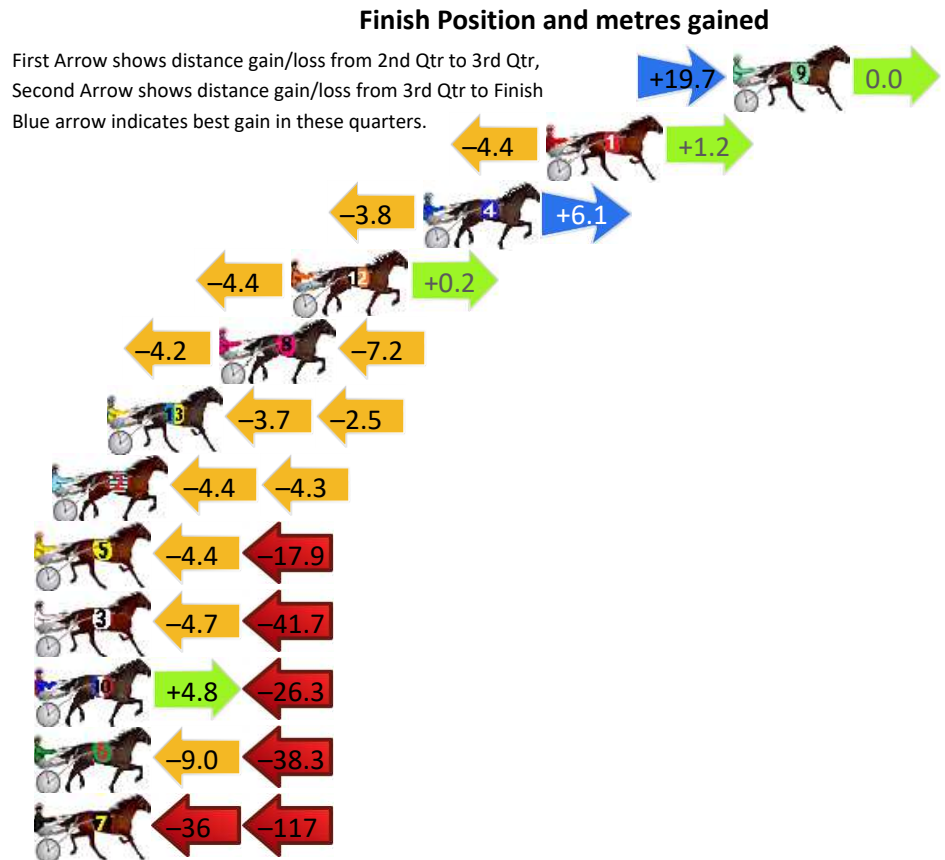 Finish Position and metres gained
First Arrow shows distance gain/loss from 2nd Qtr to 3rd Qtr,
Second Arrow shows distance gain/loss from 3rd Qtr to Finish
Blue arrow indicates best gain in these quarters.
+19.7 9 0.0
–4.4 1 +1.2
–3.8 4 +6.1
–4.4 12 +0.2
–4.2 8 –7.2
13 –3.7 –2.5
2 –4.4 –4.3
5 –4.4 –17.9
3 –4.7 –41.7
10 +4.8 –26.3
–9.0 –38.3
7 –36 –117